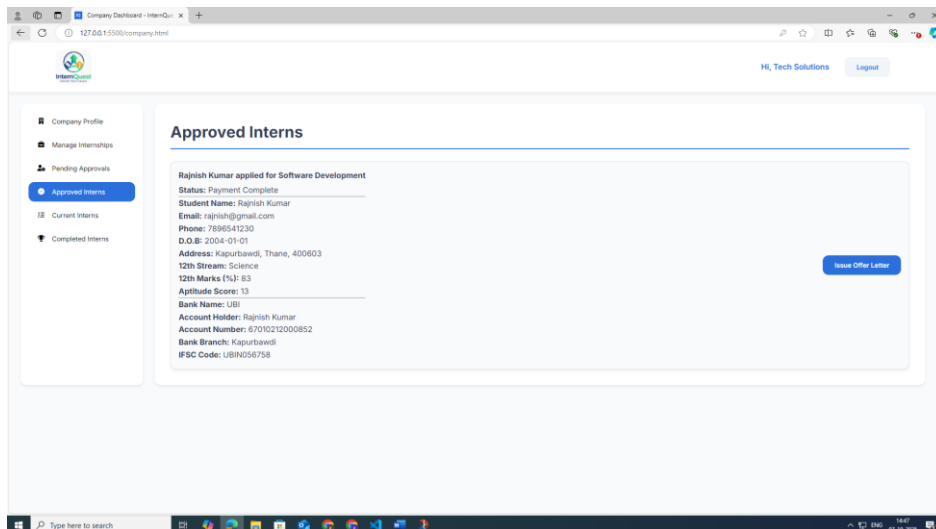 Company Dashboard - InternQu
127.0.0.1:5500/company.html
InternQuest
Hi, Tech Solutions
Logout
Company Profile
Manage Internships
Pending Approvals
Approved Interns
Current Interns
Completed Interns
Approved Interns
Rajnish Kumar applied for Software Development
Status: Payment Complete
Student Name: Rajnish Kumar
Email: rajnish@gmail.com
Phone: 7896541230
D.O.B: 2004-01-01
Address: Kapurbawdi, Thane, 400603
12th Stream: Science
12th Marks (%): 83
Aptitude Score: 13
Bank Name: UBI
Account Holder: Rajnish Kumar
Account Number: 67010212000852
Bank Branch: Kapurbawdi
IFSC Code: UBIN056758
Issue Offer Letter
Type here to search
ENG
14:47